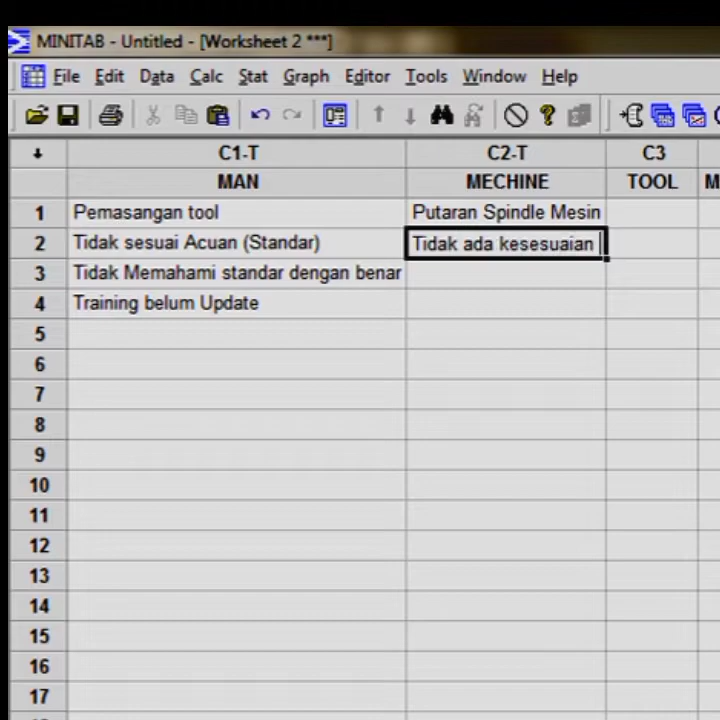 MINITAB - Untitled - [Worksheet 2 ***]
File Edit Data Calc Stat Graph Editor Tools Window Help
C1-T C2-T C3
MAN MECHINE TOOL M
1 Pemasangan tool Putaran Spindle Mesin
2 Tidak sesuai Acuan (Standar) Tidak ada kesesuaian
3 Tidak Memahami standar dengan benar
4 Training belum Update
5
6
7
8
9
10
11
12
13
14
15
16
17